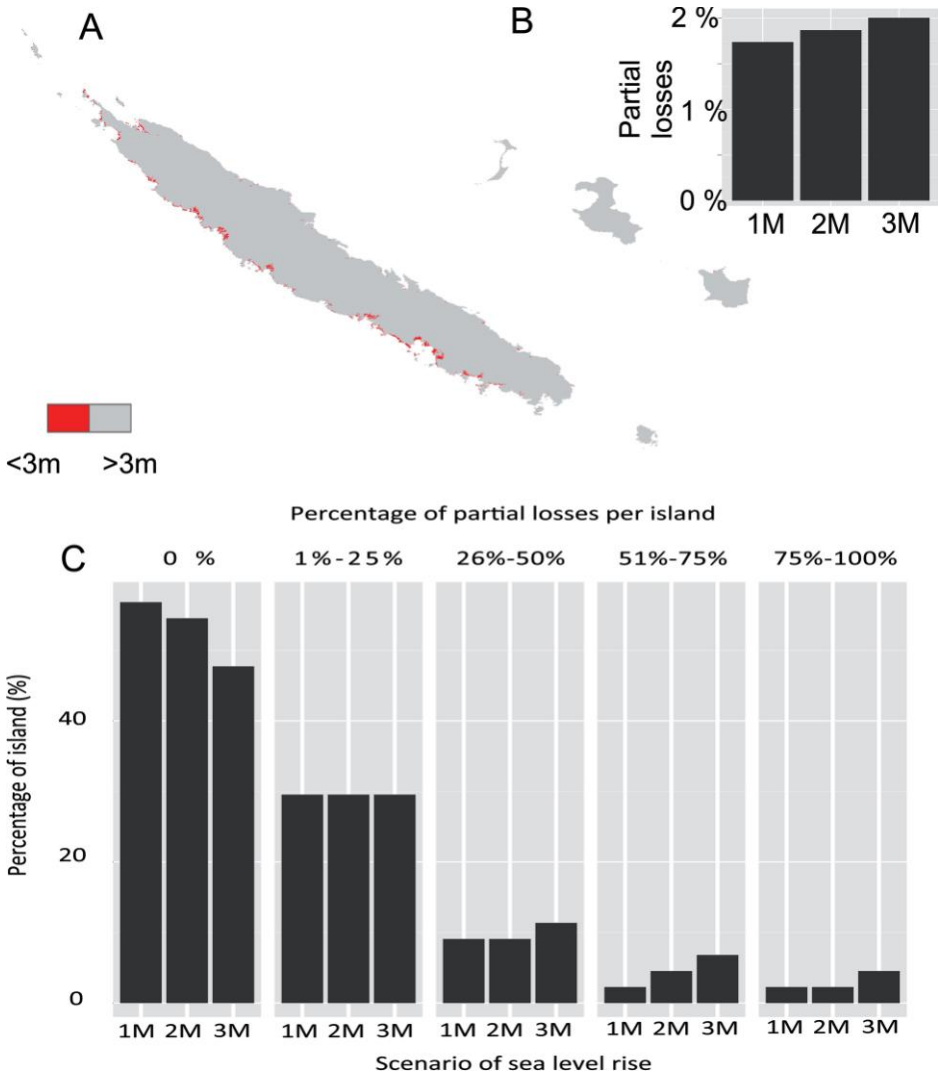 A
B
2 %
1 %
0 %
Partial
losses
1M 2M 3M
<3m >3m
Percentage of partial losses per island
C
0 % 1%-25% 26%-50% 51%-75% 75%-100%
Percentage of island (%)
40
20
0
1M 2M 3M 1M 2M 3M 1M 2M 3M 1M 2M 3M 1M 2M 3M
Scenario of sea level rise